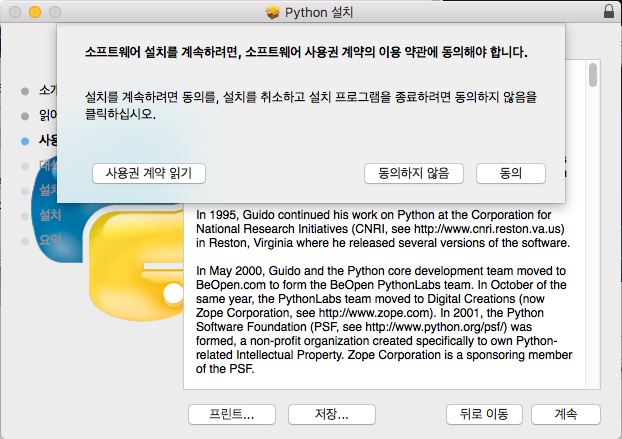 Python 설치
소프트웨어 설치를 계속하려면, 소프트웨어 사용권 계약의 이용 약관에 동의해야 합니다.
설치를 계속하려면 동의를, 설치를 취소하고 설치 프로그램을 종료하려면 동의하지 않음을
클릭하십시오.
사용권 계약 읽기
동의하지 않음
동의
소개
읽어
사용
대상
설치
설치
요약
In 1995, Guido continued his work on Python at the Corporation for
National Research Initiatives (CNRI, see http://www.cnri.reston.va.us)
in Reston, Virginia where he released several versions of the software.
In May 2000, Guido and the Python core development team moved to
BeOpen.com to form the BeOpen PythonLabs team. In October of the
same year, the PythonLabs team moved to Digital Creations (now
Zope Corporation, see http://www.zope.com). In 2001, the Python
Software Foundation (PSF, see http://www.python.org/psf/) was
formed, a non-profit organization created specifically to own Python-
related Intellectual Property. Zope Corporation is a sponsoring member
of the PSF.
프린트...
저장...
뒤로 이동
계속